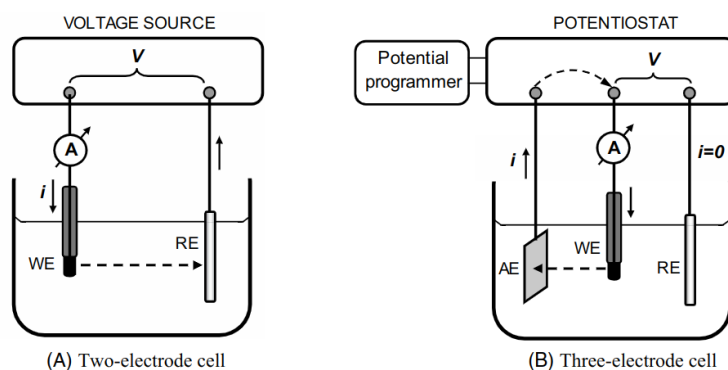 VOLTAGE SOURCE
V
A
i
WE
RE
(A) Two-electrode cell
POTENTIOSTAT
Potential
programmer
V
A
i
i=0
AE
WE
RE
(B) Three-electrode cell